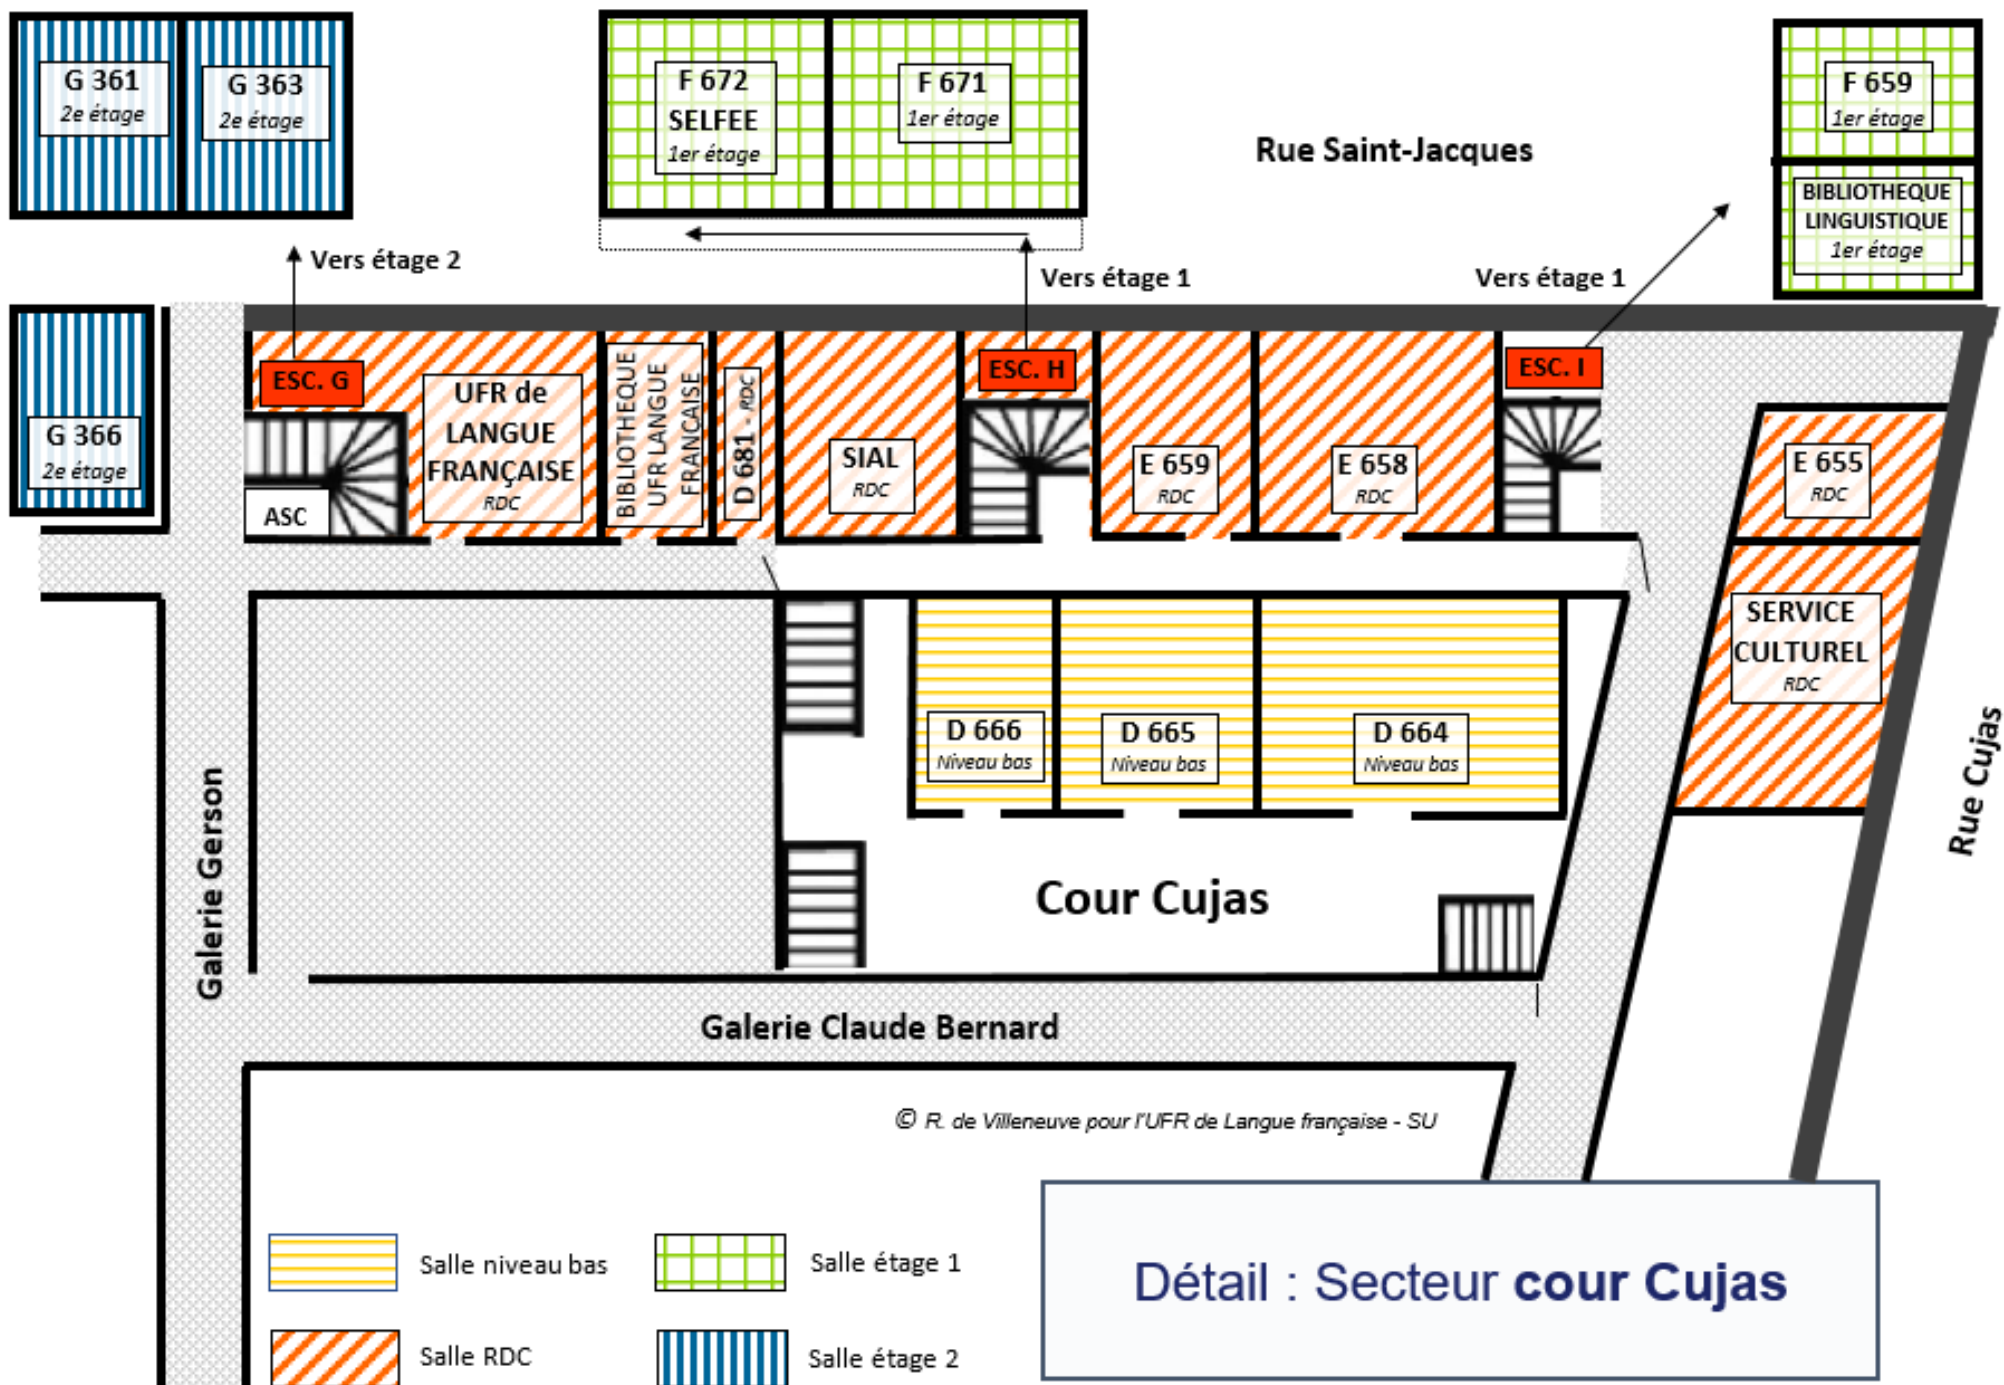 G 361
2e étage
G 363
2e étage
F 672
SELFEE
1er étage
F 671
1er étage
Rue Saint-Jacques
F 659
1er étage
BIBLIOTHEQUE
LINGUISTIQUE
1er étage
Vers étage 2
Vers étage 1
Vers étage 1
G 366
2e étage
ESC. G
ASC
UFR de
LANGUE
FRANÇAISE
RDC
BIBLIOTHEQUE
UFR LANGUE
FRANCAISE
D 681 - RDC
SIAL
RDC
ESC. H
E 659
RDC
E 658
RDC
ESC. I
E 655
RDC
SERVICE
CULTUREL
RDC
D 666
Niveau bas
D 665
Niveau bas
D 664
Niveau bas
Rue Cujas
Galerie Gerson
Cour Cujas
Galerie Claude Bernard
© R. de Villeneuve pour l'UFR de Langue française - SU
Salle niveau bas
Salle étage 1
Salle RDC
Salle étage 2
Détail : Secteur cour Cujas